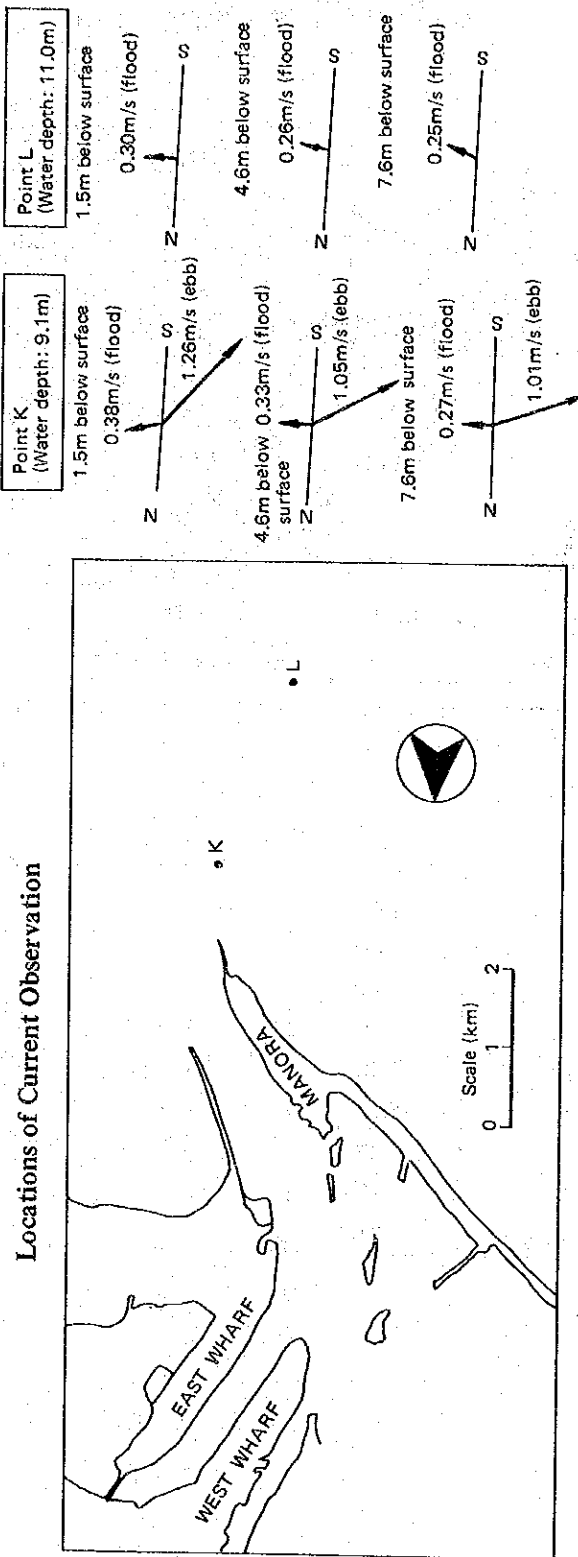 Locations of Current Observation
EAST WHARF
WEST WHARF
MANORA
K
L
Scale (km)
0 1 2
Point K
(Water depth: 9.1m)
1.5m below surface
0.38m/s (flood)
N
S
1.26m/s (ebb)
4.6m below
surface
0.33m/s (flood)
N
S
1.05m/s (ebb)
7.6m below surface
0.27m/s (flood)
N
S
1.01m/s (ebb)
Point L
(Water depth: 11.0m)
1.5m below surface
0.30m/s (flood)
N
S
4.6m below surface
0.26m/s (flood)
N
S
7.6m below surface
0.25m/s (flood)
N
S